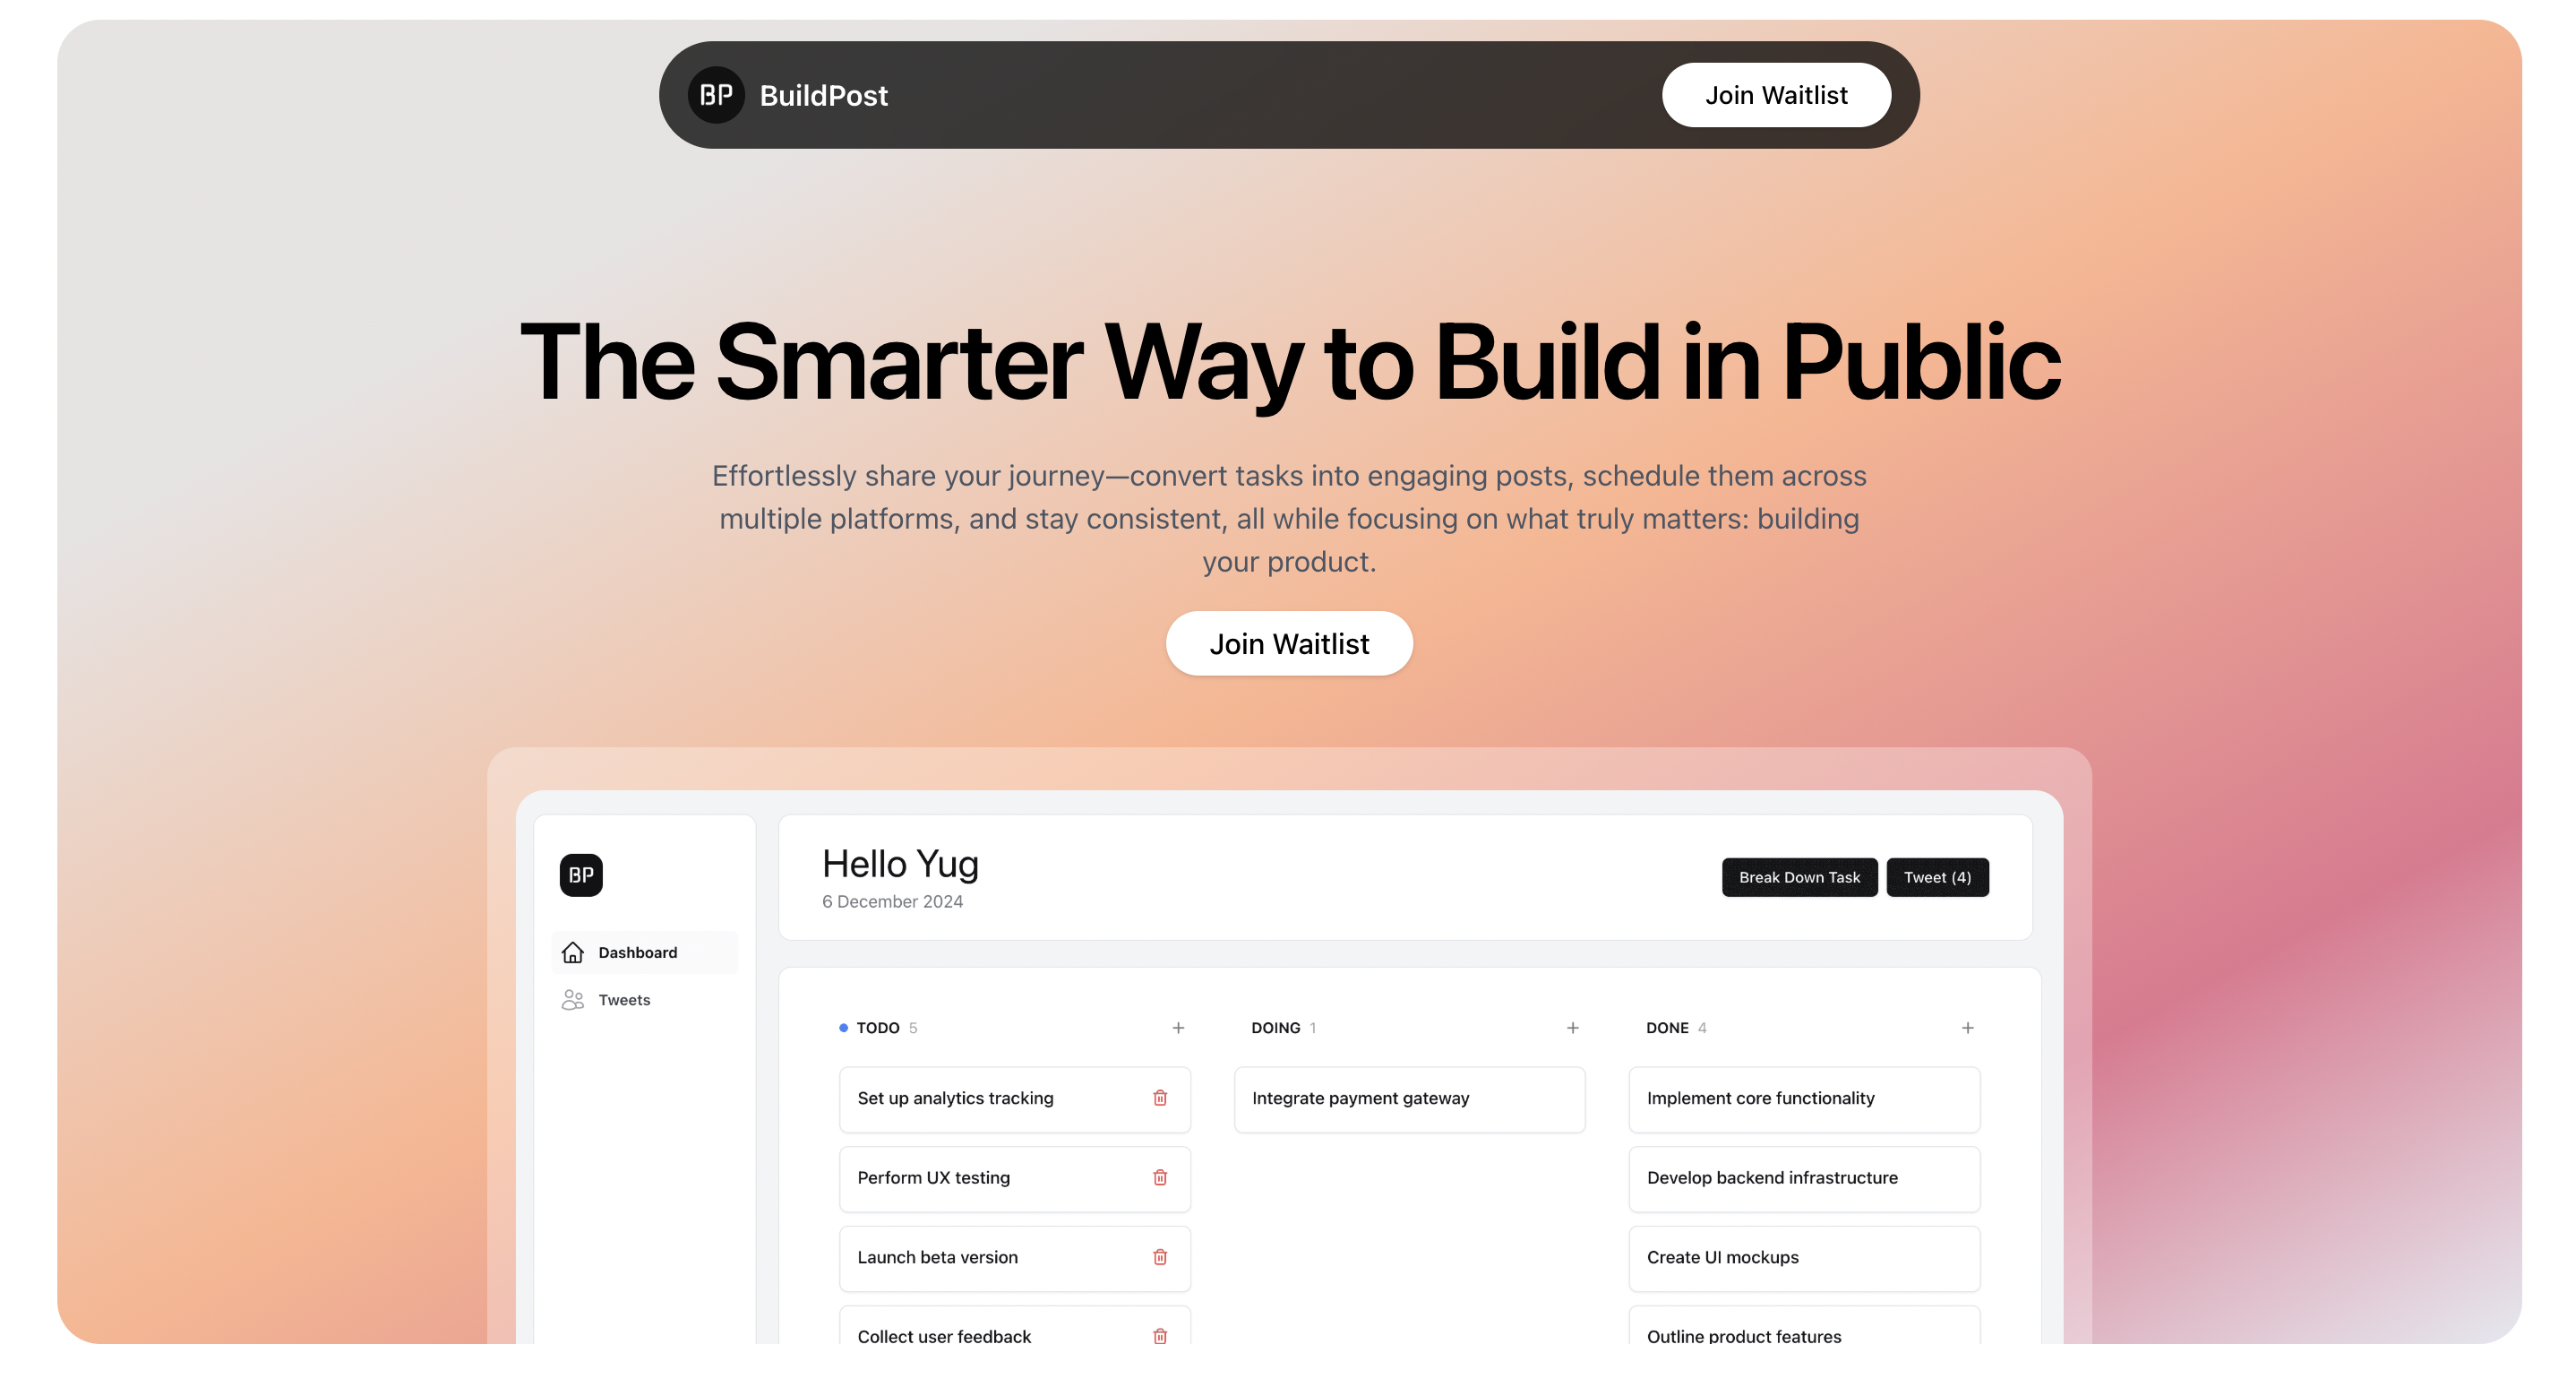 BP BuildPost
Join Waitlist
The Smarter Way to Build in Public
Effortlessly share your journey—convert tasks into engaging posts, schedule them across
multiple platforms, and stay consistent, all while focusing on what truly matters: building
your product.
Join Waitlist
BP
Dashboard
Tweets
Hello Yug
6 December 2024
Break Down Task
Tweet (4)
TODO 5 +
Set up analytics tracking
Perform UX testing
Launch beta version
Collect user feedback
DOING 1 +
Integrate payment gateway
DONE 4 +
Implement core functionality
Develop backend infrastructure
Create UI mockups
Outline product features